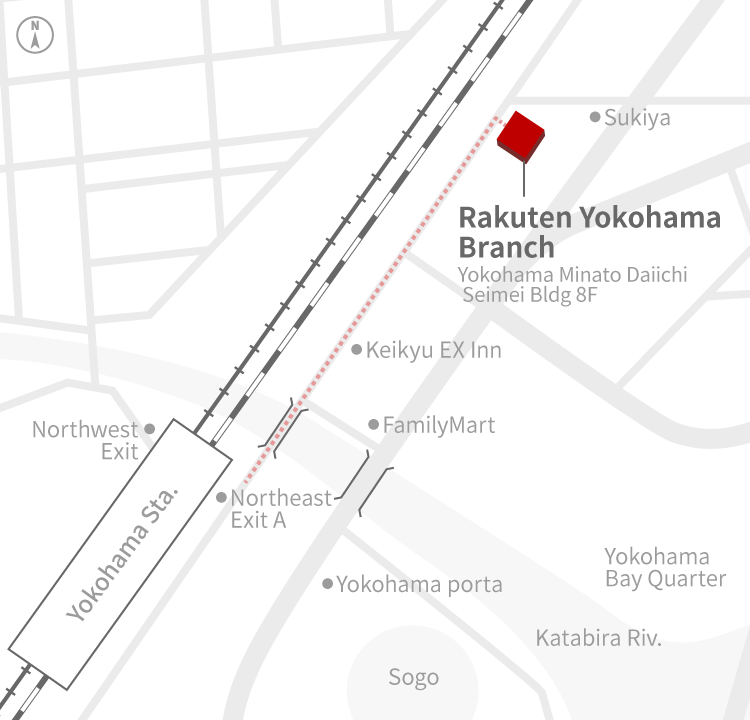 N
Sukiya
Rakuten Yokohama
Branch
Yokohama Minato Daiichi
Seimei Bldg 8F
Keikyu EX Inn
FamilyMart
Northwest
Exit
Northeast
Exit A
Yokohama Sta.
Yokohama porta
Yokohama
Bay Quarter
Katabira Riv.
Sogo